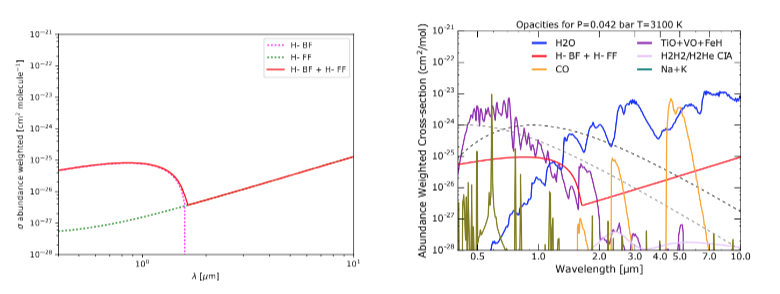 10⁻²¹
10⁻²²
10⁻²³
10⁻²⁴
10⁻²⁵
10⁻²⁶
10⁻²⁷
10⁻²⁸
σ abundance weighted [cm² molecule⁻¹]
H- BF
H- FF
H- BF + H- FF
10⁰
10¹
λ [μm]
Opacities for P=0.042 bar T=3100 K
10⁻²¹
10⁻²²
10⁻²³
10⁻²⁴
10⁻²⁵
10⁻²⁶
10⁻²⁷
10⁻²⁸
Abundance Weighted Cross-section (cm²/mol)
H2O
H- BF + H- FF
CO
TiO+VO+FeH
H2H2/H2He CIA
Na+K
0.5
1.0
2.0
3.0
4.0
5.0
7.0
10.0
Wavelength [μm]